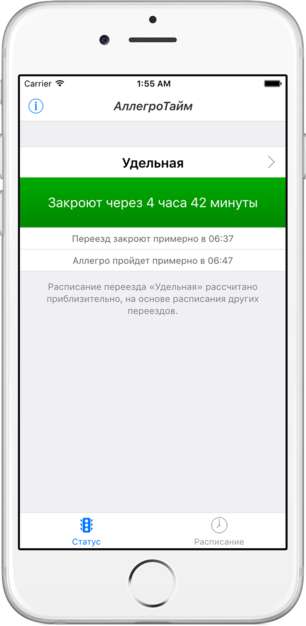 Carrier 1:55 AM
АллегроТайм
Удельная
Закроют через 4 часа 42 минуты
Переезд закроют примерно в 06:37
Аллегро пройдет примерно в 06:47
Расписание переезда «Удельная» рассчитано
приблизительно, на основе расписания других
переездов.
Статус Расписание